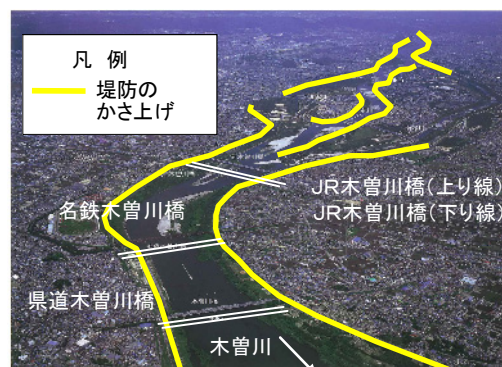 凡 例
堤防の
かさ上げ
JR木曽川橋（上り線）
JR木曽川橋（下り線）
名鉄木曽川橋
県道木曽川橋
木曽川